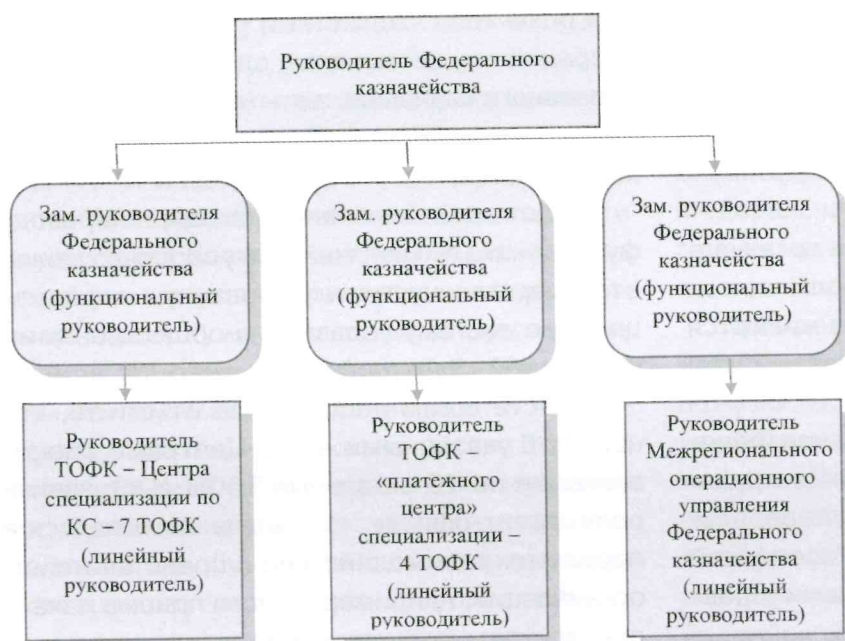 Руководитель Федерального
казначейства
Зам. руководителя
Федерального
казначейства
(функциональный
руководитель)
Зам. руководителя
Федерального
казначейства
(функциональный
руководитель)
Зам. руководителя
Федерального
казначейства
(функциональный
руководитель)
Руководитель
ТОФК – Центра
специализации по
КС – 7 ТОФК
(линейный
руководитель)
Руководитель
ТОФК –
«платежного
центра»
специализации –
4 ТОФК
(линейный
руководитель)
Руководитель
Межрегионального
операционного
управления
Федерального
казначейства
(линейный
руководитель)